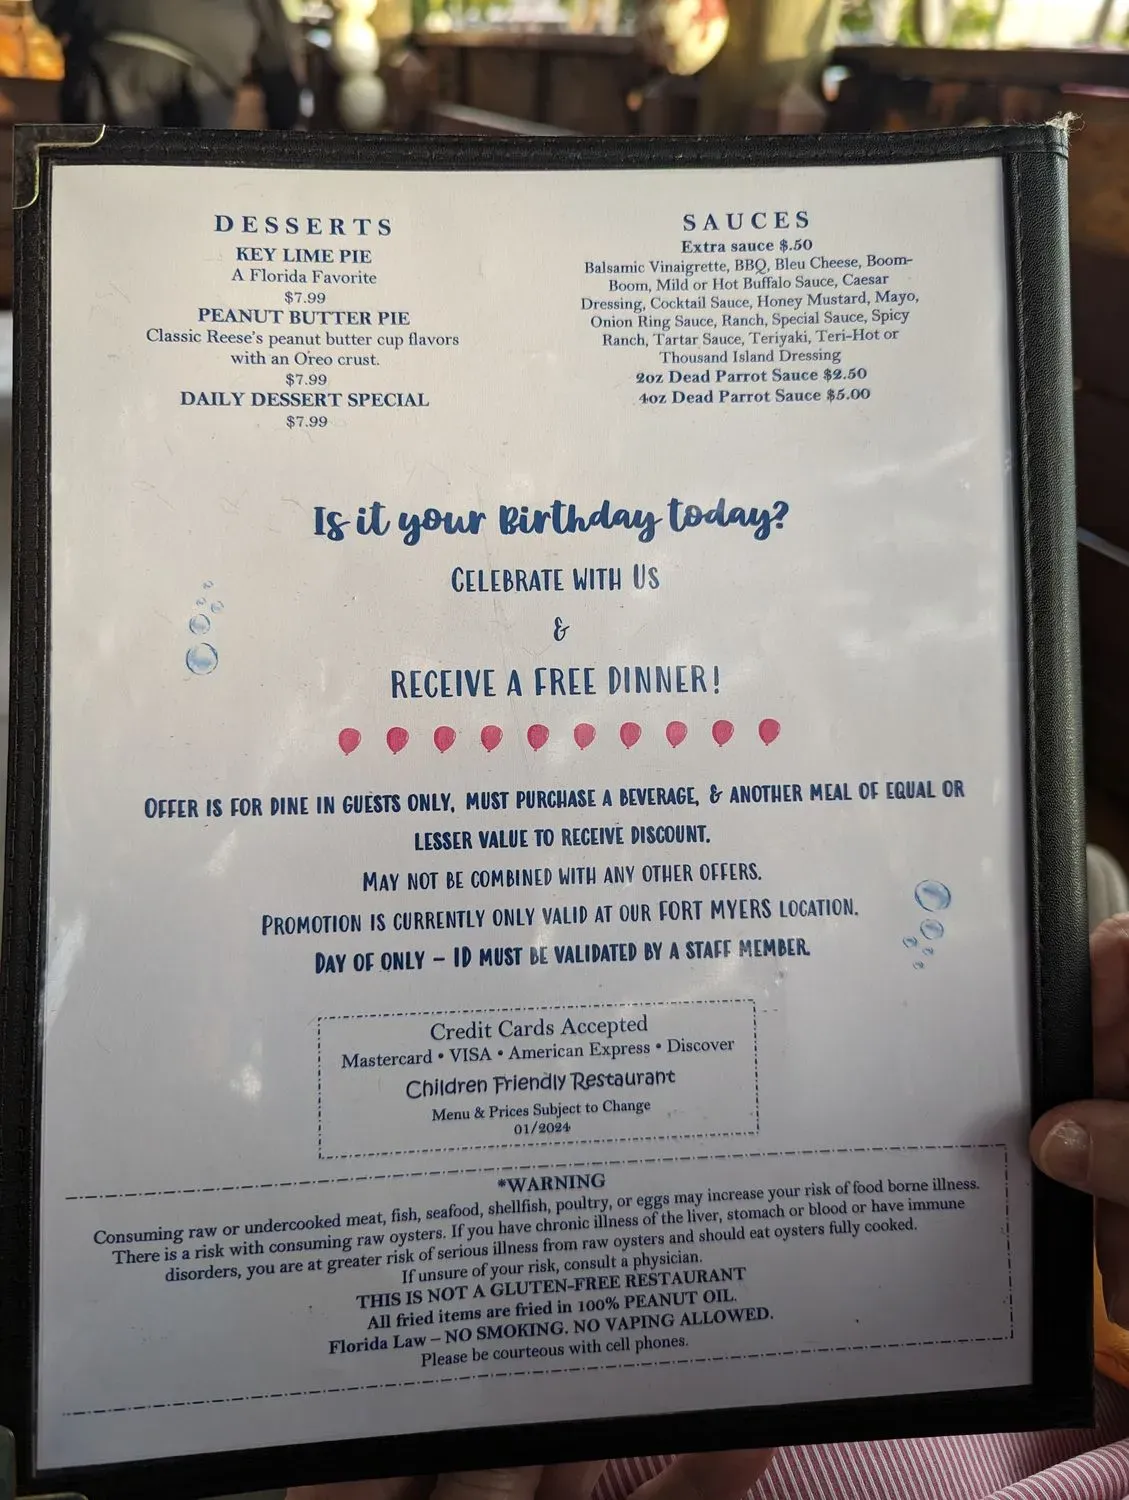 DESSERTS
KEY LIME PIE
A Florida Favorite
$7.99
PEANUT BUTTER PIE
Classic Reese's peanut butter cup flavors
with an Oreo crust.
$7.99
DAILY DESSERT SPECIAL
$7.99
SAUCES
Extra sauce $.50
Balsamic Vinaigrette, BBQ, Bleu Cheese, Boom-
Boom, Mild or Hot Buffalo Sauce, Caesar
Dressing, Cocktail Sauce, Honey Mustard, Mayo,
Onion Ring Sauce, Ranch, Special Sauce, Spicy
Ranch, Tartar Sauce, Teriyaki, Teri-Hot or
Thousand Island Dressing
2oz Dead Parrot Sauce $2.50
4oz Dead Parrot Sauce $5.00
Is it your Birthday today?
CELEBRATE WITH US
&
RECEIVE A FREE DINNER!
OFFER IS FOR DINE IN GUESTS ONLY, MUST PURCHASE A BEVERAGE, & ANOTHER MEAL OF EQUAL OR
LESSER VALUE TO RECEIVE DISCOUNT.
MAY NOT BE COMBINED WITH ANY OTHER OFFERS.
PROMOTION IS CURRENTLY ONLY VALID AT OUR FORT MYERS LOCATION.
DAY OF ONLY – ID MUST BE VALIDATED BY A STAFF MEMBER.
Credit Cards Accepted
Mastercard • VISA • American Express • Discover
Children Friendly Restaurant
Menu & Prices Subject to Change
01/2024
*WARNING
Consuming raw or undercooked meat, fish, seafood, shellfish, poultry, or eggs may increase your risk of food borne illness.
There is a risk with consuming raw oysters. If you have chronic illness of the liver, stomach or blood or have immune
disorders, you are at greater risk of serious illness from raw oysters and should eat oysters fully cooked.
If unsure of your risk, consult a physician.
THIS IS NOT A GLUTEN-FREE RESTAURANT
All fried items are fried in 100% PEANUT OIL.
Florida Law – NO SMOKING. NO VAPING ALLOWED.
Please be courteous with cell phones.